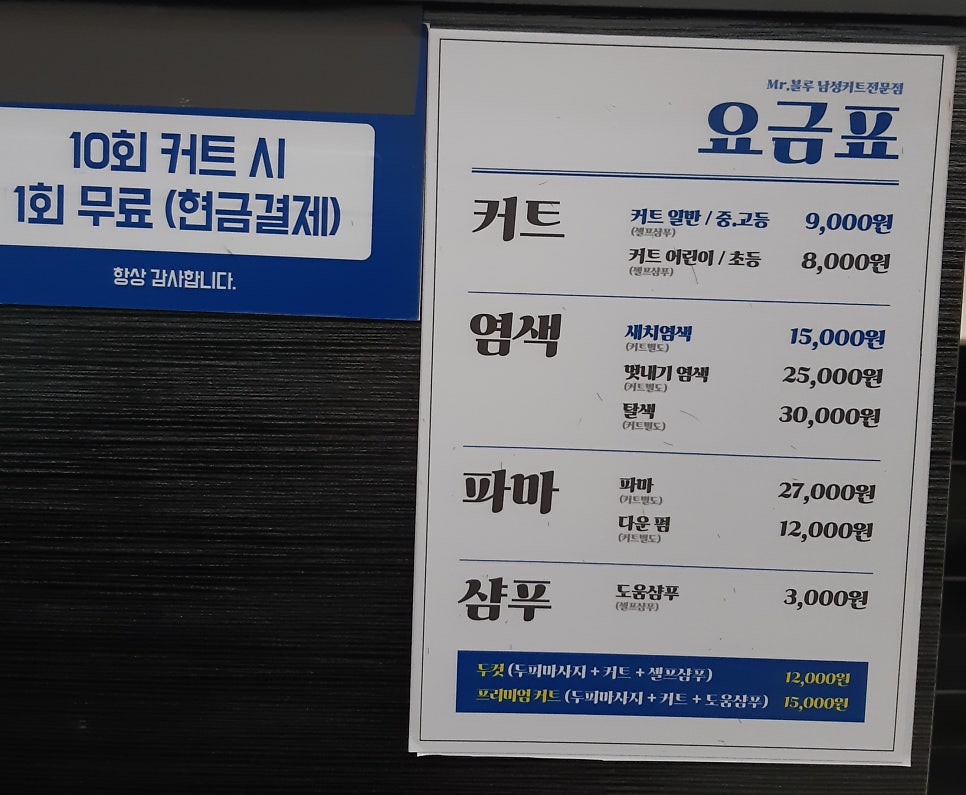 10회 커트 시
1회 무료 (현금결제)
항상 감사합니다.
Mr.블루 남성커트전문점
요금표
커트
커트 일반 / 중.고등 9,000원
(셀프샴푸)
커트 어린이 / 초등 8,000원
(셀프샴푸)
염색
새치염색 15,000원
(커트별도)
멋내기 염색 25,000원
(커트별도)
탈색 30,000원
(커트별도)
파마
파마 27,000원
(커트별도)
다운 펌 12,000원
(커트별도)
샴푸
도움샴푸 3,000원
(셀프샴푸)
두컷 (두피마사지 + 커트 + 셀프샴푸) 12,000원
프리미엄 커트 (두피마사지 + 커트 + 도움샴푸) 15,000원